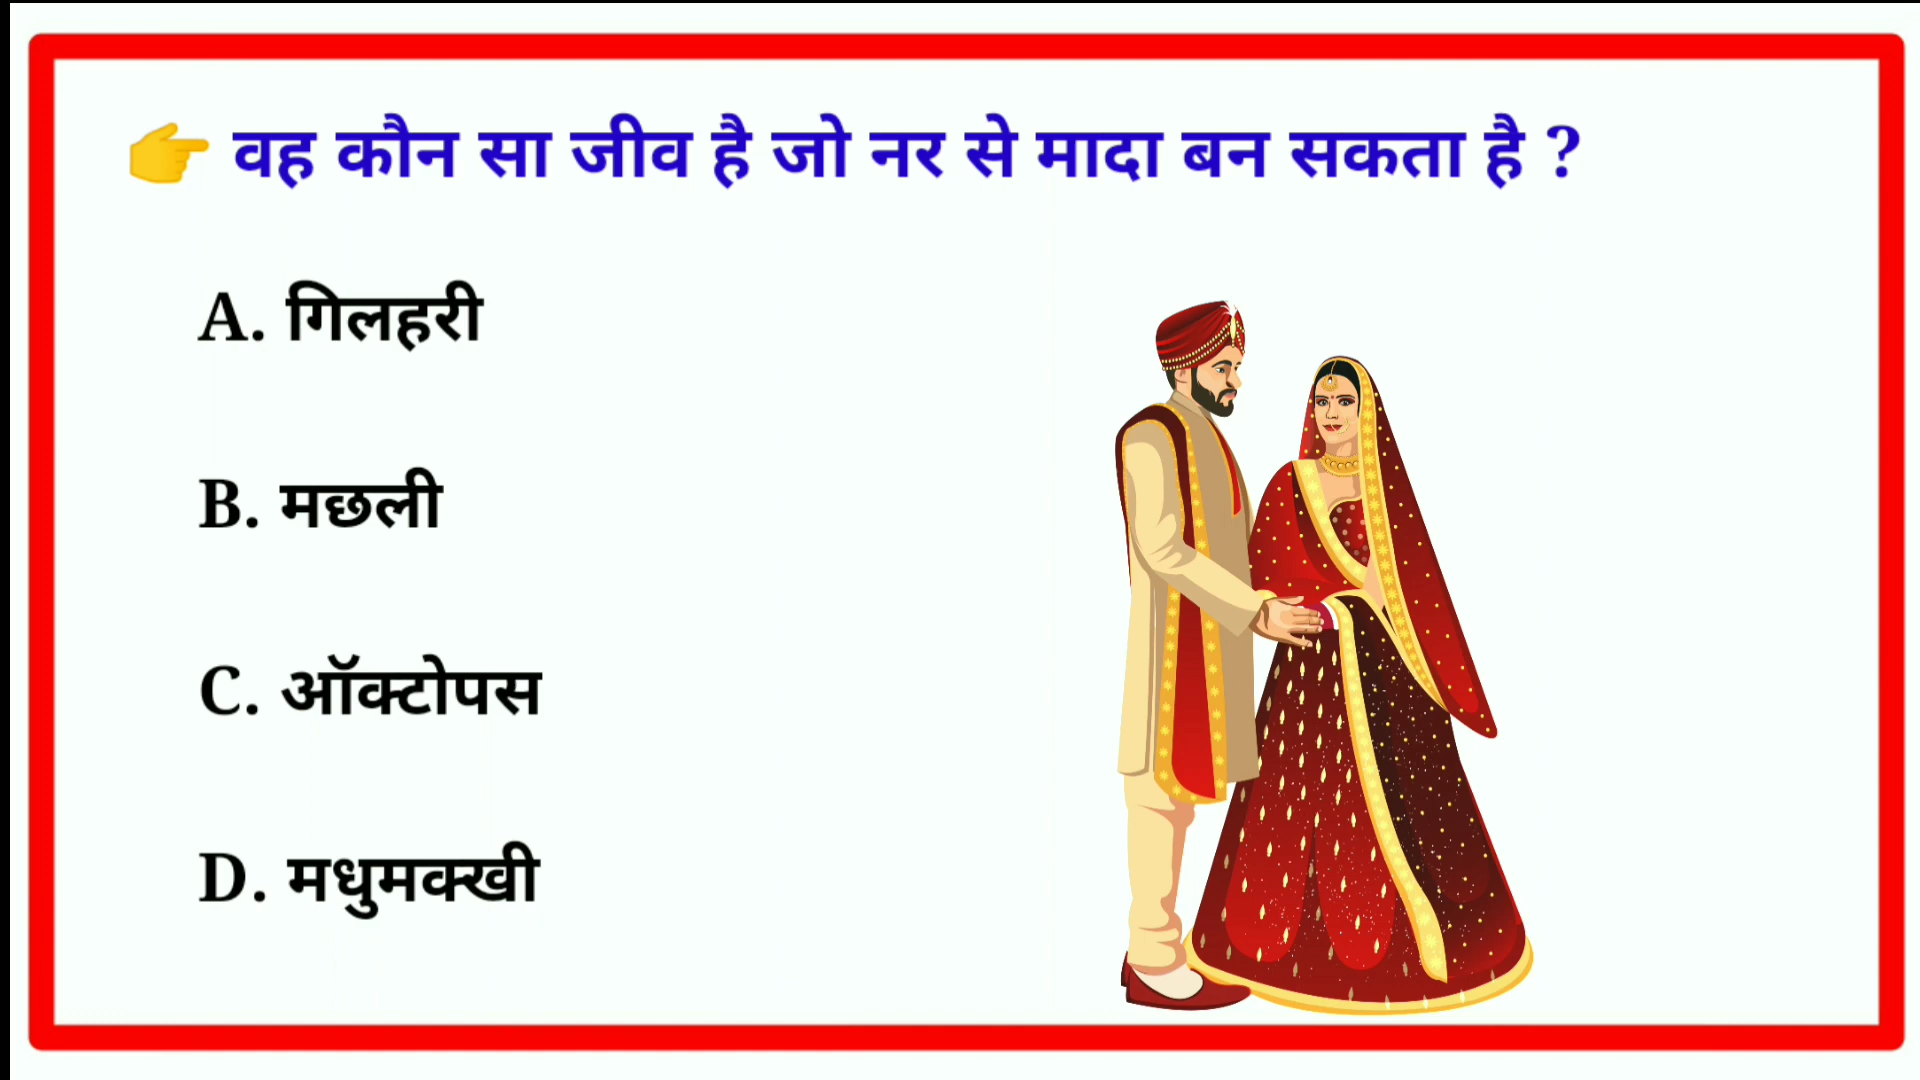 👉 वह कौन सा जीव है जो नर से मादा बन सकता है ?
A. गिलहरी
B. मछली
C. ऑक्टोपस
D. मधुमक्खी